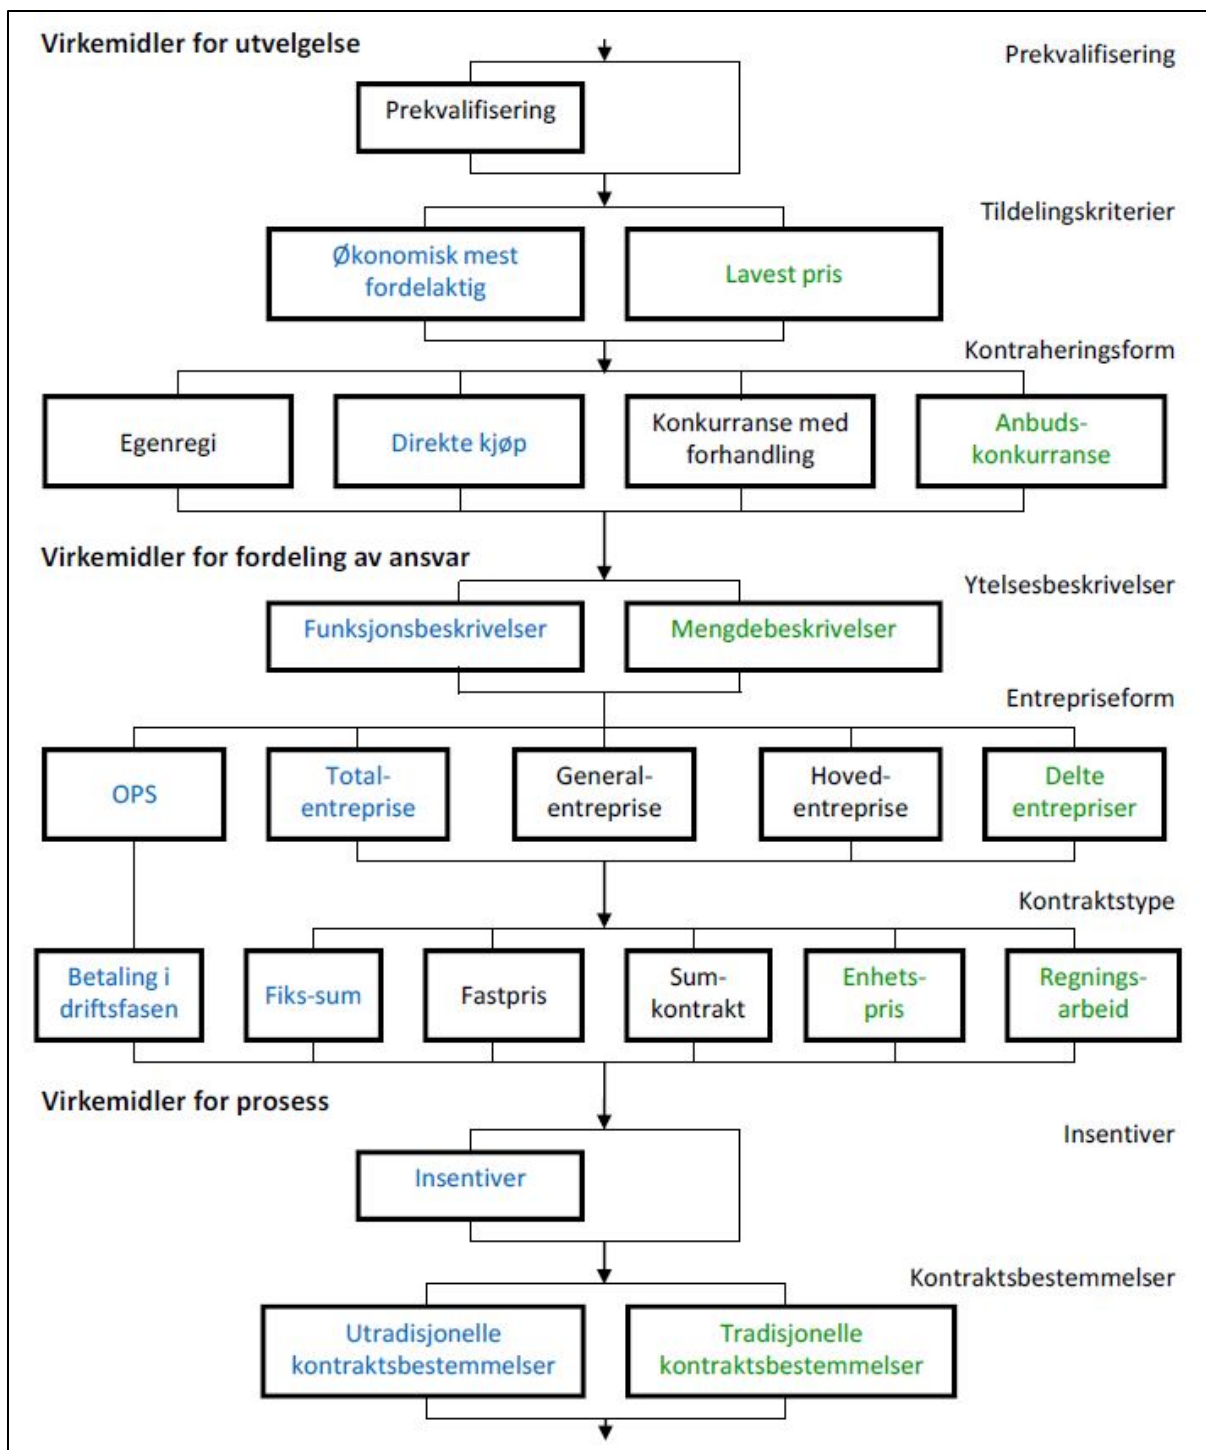 Virkemidler for utvelgelse
Prekvalifisering
Prekvalifisering
Tildelingskriterier
Økonomisk mest
fordelaktig
Lavest pris
Kontraheringsform
Egenregi
Direkte kjøp
Konkurranse med
forhandling
Anbuds-
konkurranse
Virkemidler for fordeling av ansvar
Ytelsesbeskrivelser
Funksjonsbeskrivelser
Mengdebeskrivelser
Entrepriseform
OPS
Total-
entreprise
General-
entreprise
Hoved-
entreprise
Delte
entrepriser
Kontraktstype
Betaling i
driftsfasen
Fiks-sum
Fastpris
Sum-
kontrakt
Enhets-
pris
Regnings-
arbeid
Virkemidler for prosess
Insentiver
Insentiver
Kontraktsbestemmelser
Utradisjonelle
kontraktsbestemmelser
Tradisjonelle
kontraktsbestemmelser